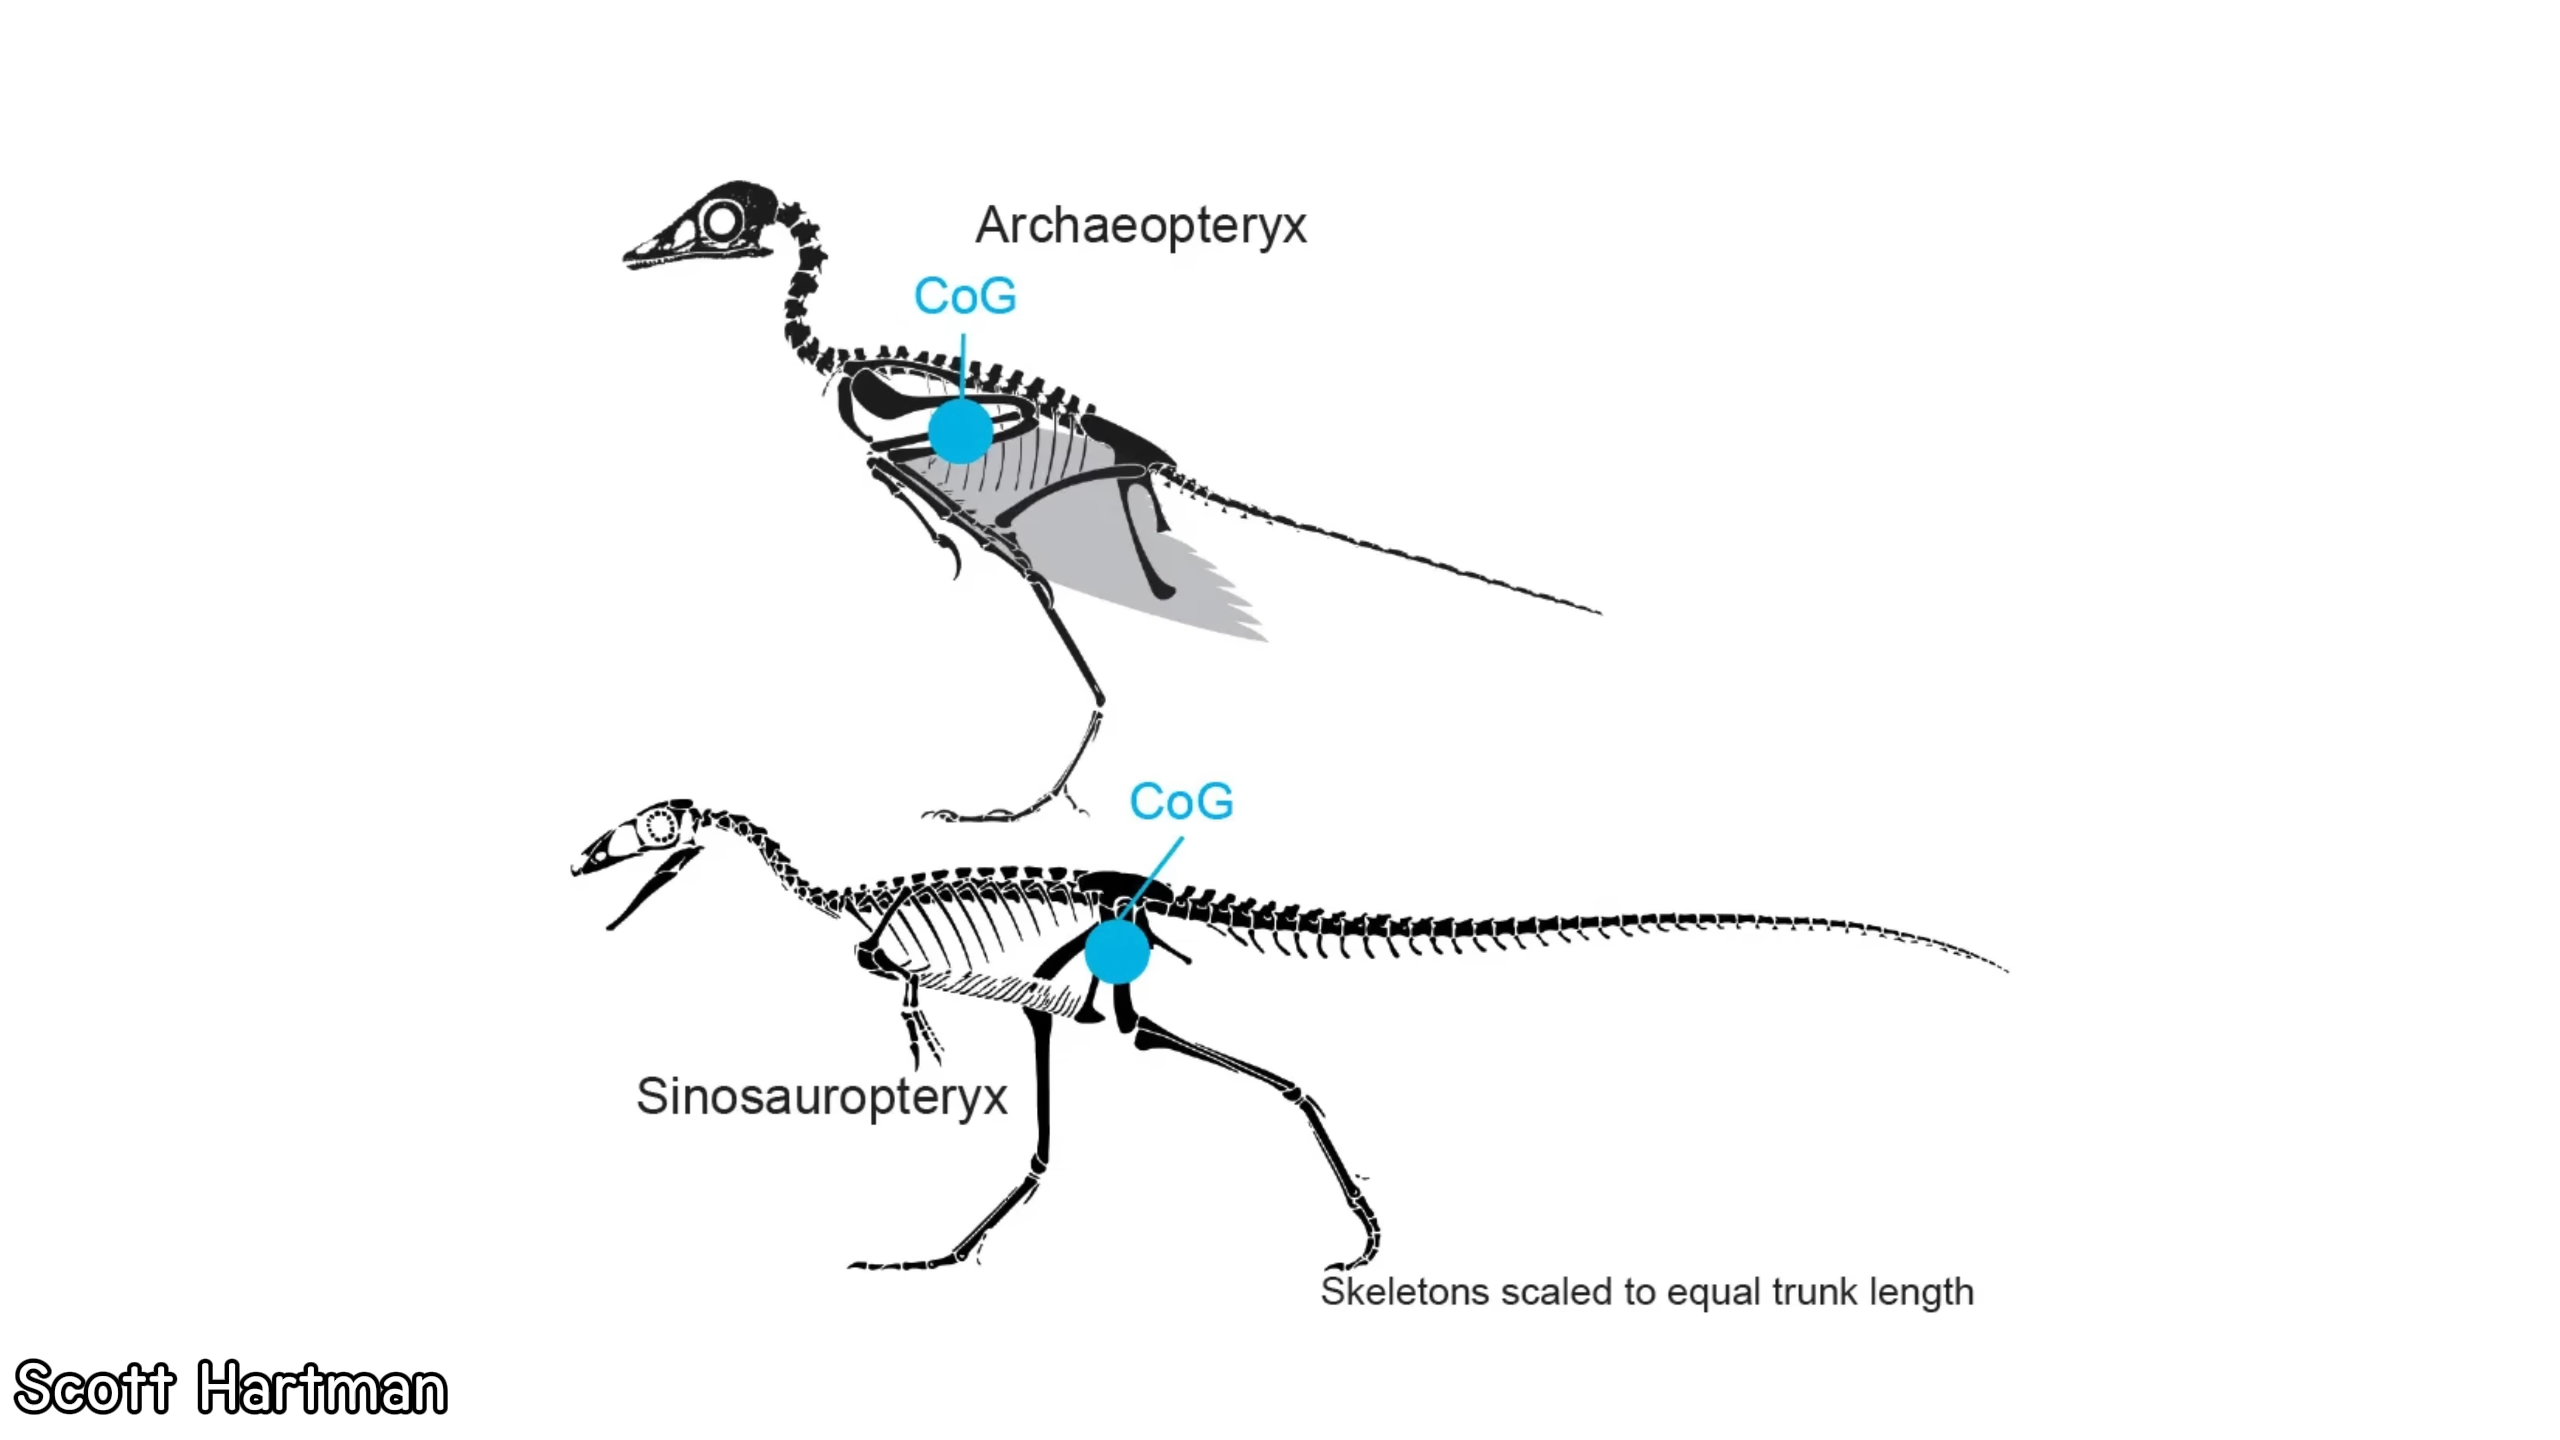 Archaeopteryx
CoG
CoG
Sinosauropteryx
Skeletons scaled to equal trunk length
Scott Hartman